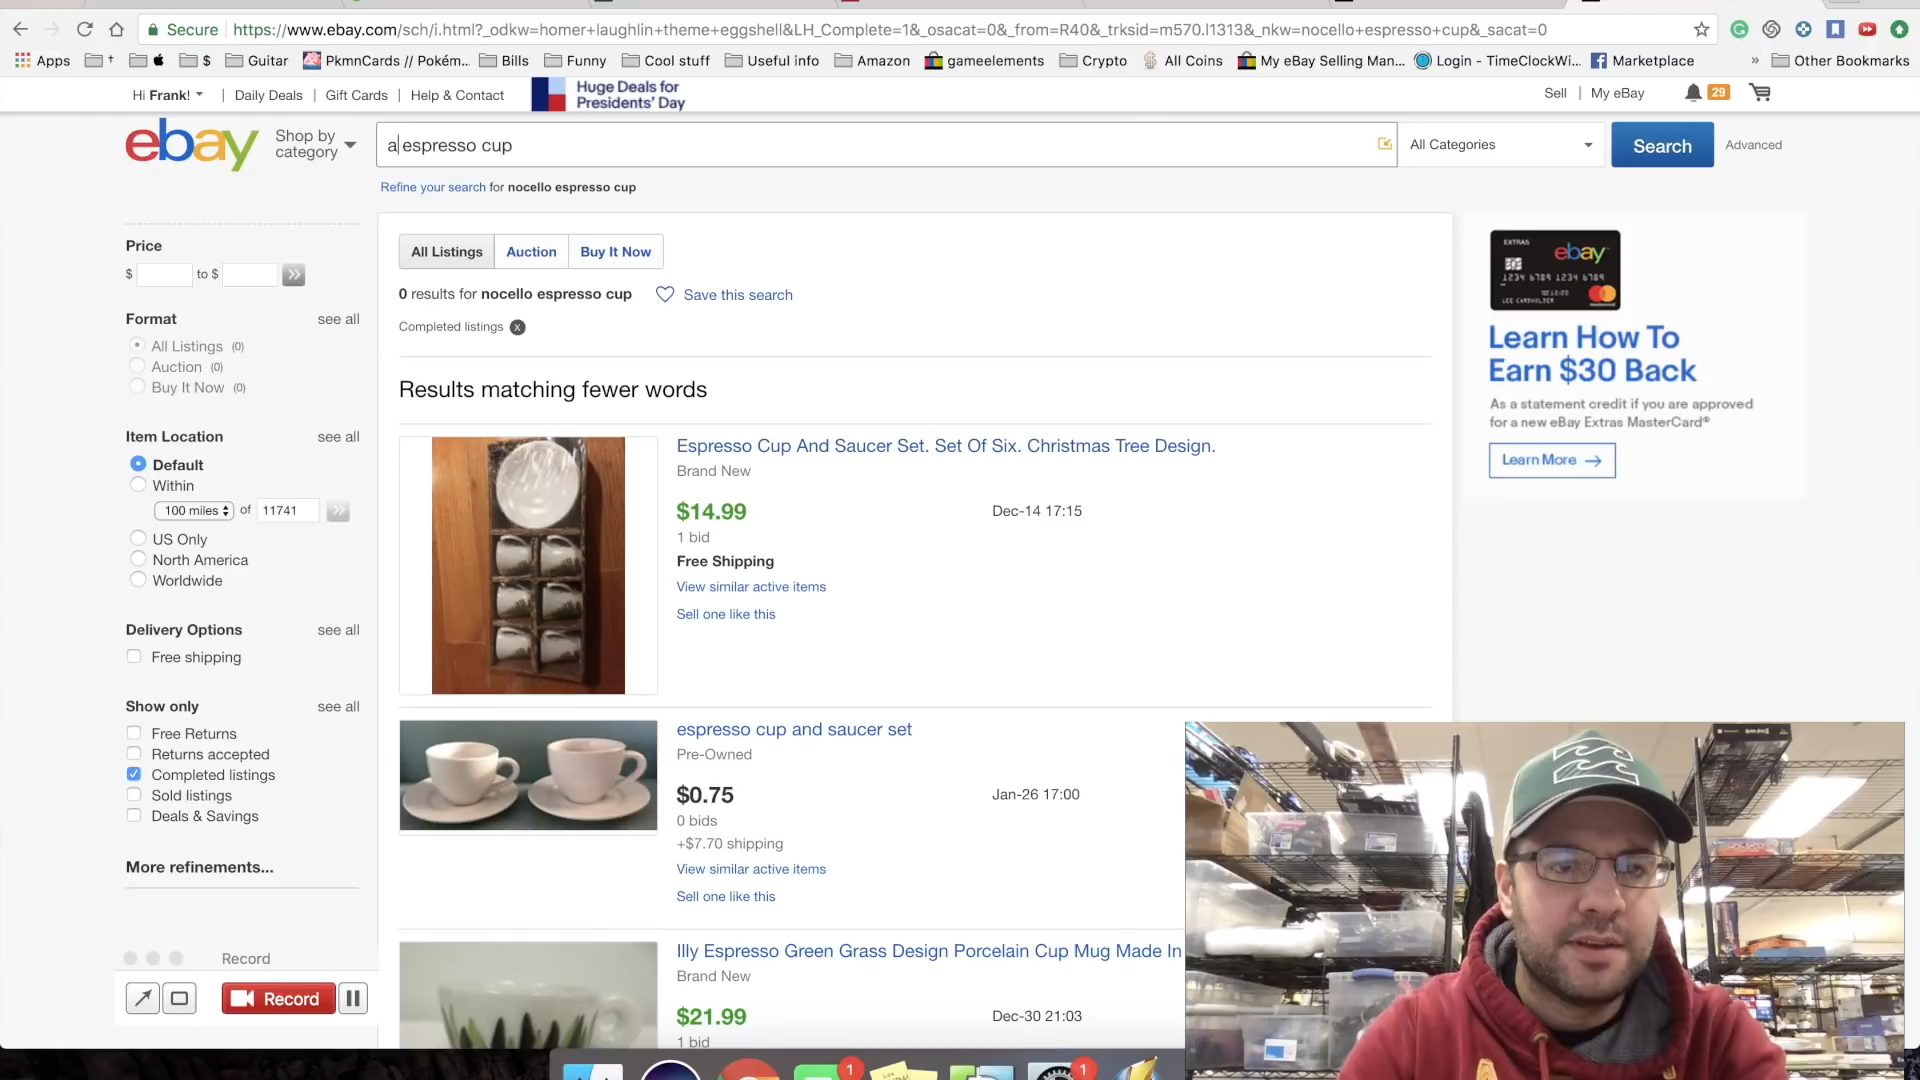 Secure
https://www.ebay.com/sch/i.html?_odkw=homer+laughlin+theme+eggshell&LH_Complete=1&_osacat=0&_from=R40&_trksid=m570.l1313&_nkw=nocello+espresso+cup&_sacat=0
Apps † $ Guitar PkmnCards // Pokém... Bills Funny Cool stuff Useful info Amazon gameelements Crypto All Coins My eBay Selling Man... Login - TimeClockWi... Marketplace » Other Bookmarks
Hi Frank! | Daily Deals | Gift Cards | Help & Contact
Huge Deals for
Presidents' Day
Sell | My eBay 29
ebay
Shop by
category
a espresso cup
All Categories
Search
Advanced
Refine your search for nocello espresso cup
Price
$ to $
Format see all
All Listings (0)
Auction (0)
Buy It Now (0)
Item Location see all
Default
Within
100 miles of 11741
US Only
North America
Worldwide
Delivery Options see all
Free shipping
Show only see all
Free Returns
Returns accepted
Completed listings
Sold listings
Deals & Savings
More refinements...
All Listings Auction Buy It Now
0 results for nocello espresso cup Save this search
Completed listings x
Results matching fewer words
Espresso Cup And Saucer Set. Set Of Six. Christmas Tree Design.
Brand New
$14.99 Dec-14 17:15
1 bid
Free Shipping
View similar active items
Sell one like this
espresso cup and saucer set
Pre-Owned
$0.75 Jan-26 17:00
0 bids
+$7.70 shipping
View similar active items
Sell one like this
Illy Espresso Green Grass Design Porcelain Cup Mug Made In
Brand New
$21.99 Dec-30 21:03
1 bid
EXTRAS
ebay
1234 6789 1234 6789
LEE CARDHOLDER
Learn How To
Earn $30 Back
As a statement credit if you are approved
for a new eBay Extras MasterCard®
Learn More →
Record
Record
1
1